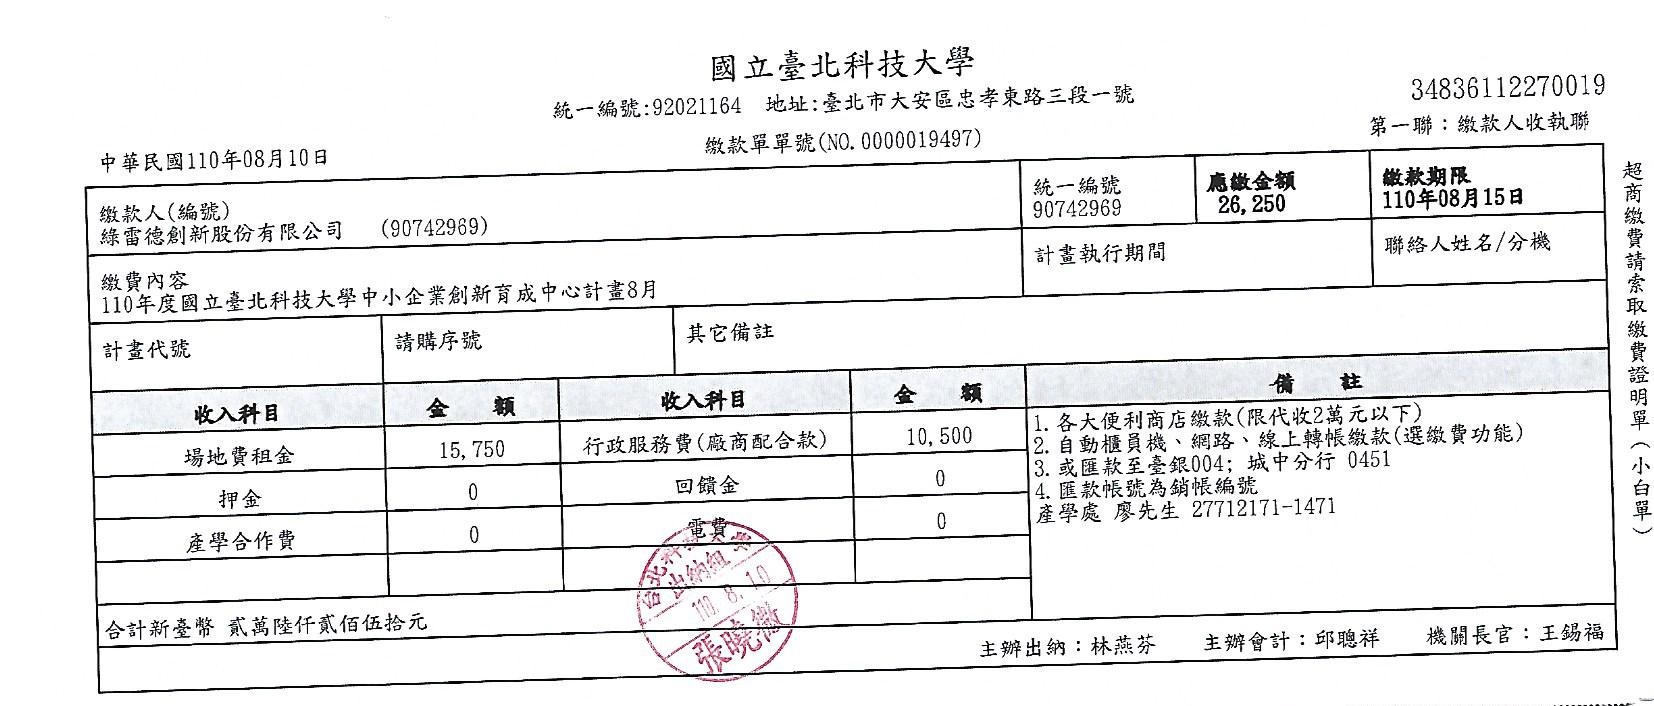 國立臺北科技大學
統一編號:92021164 地址:臺北市大安區忠孝東路三段一號
34836112270019
繳款單單號(NO.0000019497)
第一聯：繳款人收執聯
中華民國110年08月10日
繳款人(編號)
綠雷德創新股份有限公司 (90742969)
統一編號
90742969
應繳金額
26,250
繳款期限
110年08月15日
繳費內容
110年度國立臺北科技大學中小企業創新育成中心計畫8月
計畫執行期間
聯絡人姓名/分機
計畫代號
請購序號
其它備註
收入科目 金 額 收入科目 金 額 備 註
場地費租金 15,750 行政服務費(廠商配合款) 10,500
押金 0 回饋金 0
產學合作費 0 電費 0
1. 各大便利商店繳款(限代收2萬元以下)
2. 自動櫃員機、網路、線上轉帳繳款(選繳費功能)
3. 或匯款至臺銀004; 城中分行 0451
4. 匯款帳號為銷帳編號
產學處 廖先生 27712171-1471
出納組
110. 8. 10
張曉微
合計新臺幣 貳萬陸仟貳佰伍拾元
主辦出納：林燕芬 主辦會計：邱聰祥 機關長官：王錫福
超商繳費請索取繳費證明單(小白單)